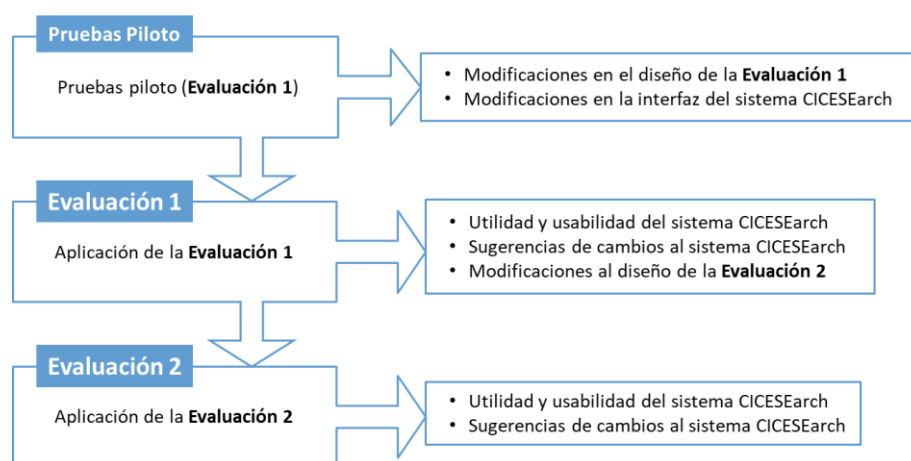 Pruebas Piloto
Pruebas piloto (Evaluación 1)
• Modificaciones en el diseño de la Evaluación 1
• Modificaciones en la interfaz del sistema CICESEarch
Evaluación 1
Aplicación de la Evaluación 1
• Utilidad y usabilidad del sistema CICESEarch
• Sugerencias de cambios al sistema CICESEarch
• Modificaciones al diseño de la Evaluación 2
Evaluación 2
Aplicación de la Evaluación 2
• Utilidad y usabilidad del sistema CICESEarch
• Sugerencias de cambios al sistema CICESEarch